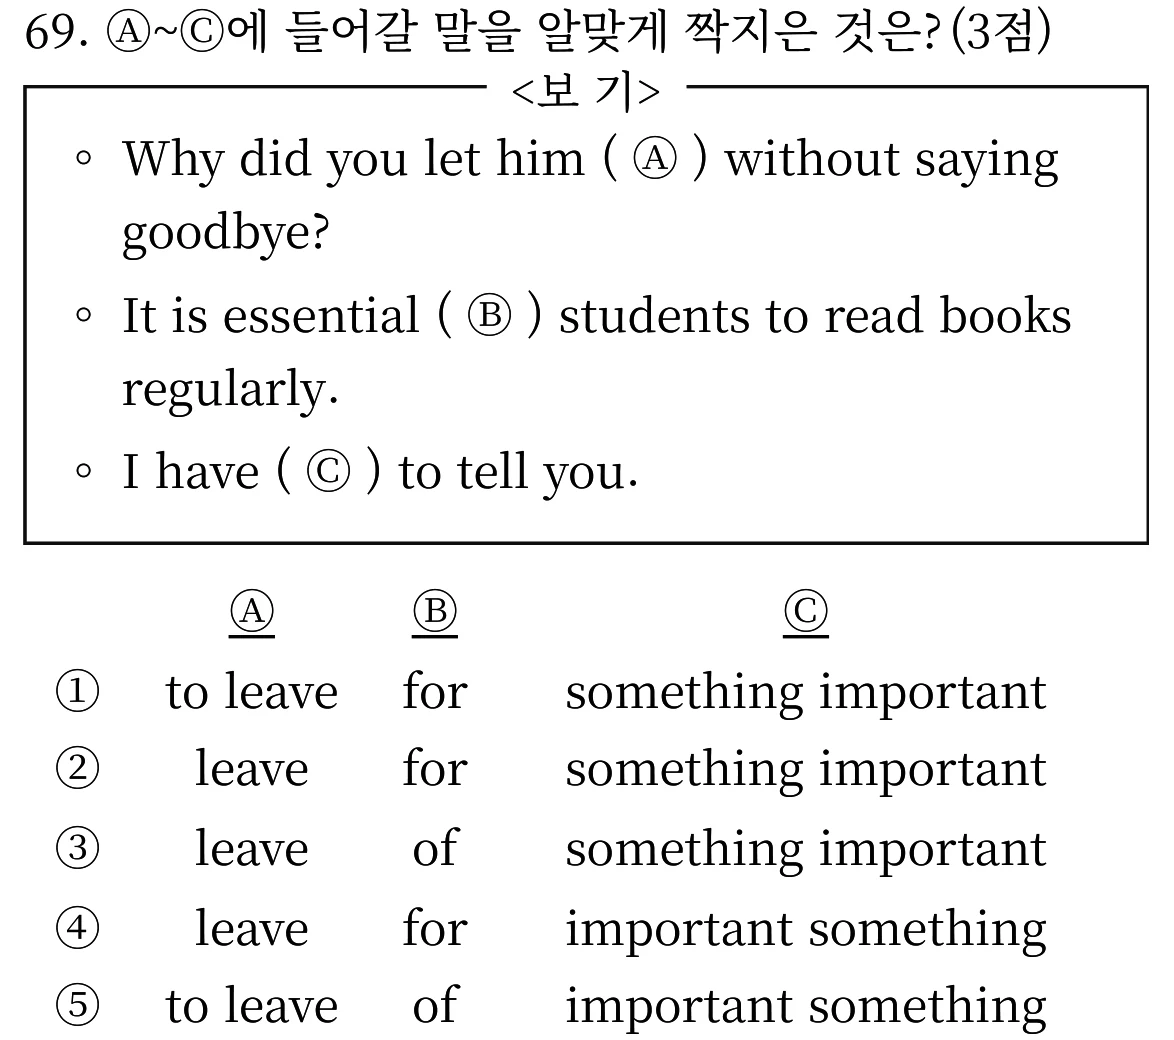 69. Ⓐ~Ⓒ에 들어갈 말을 알맞게 짝지은 것은?(3점)
<보 기>
◦ Why did you let him ( Ⓐ ) without saying
goodbye?
◦ It is essential ( Ⓑ ) students to read books
regularly.
◦ I have ( Ⓒ ) to tell you.
Ⓐ Ⓑ Ⓒ
① to leave for something important
② leave for something important
③ leave of something important
④ leave for important something
⑤ to leave of important something